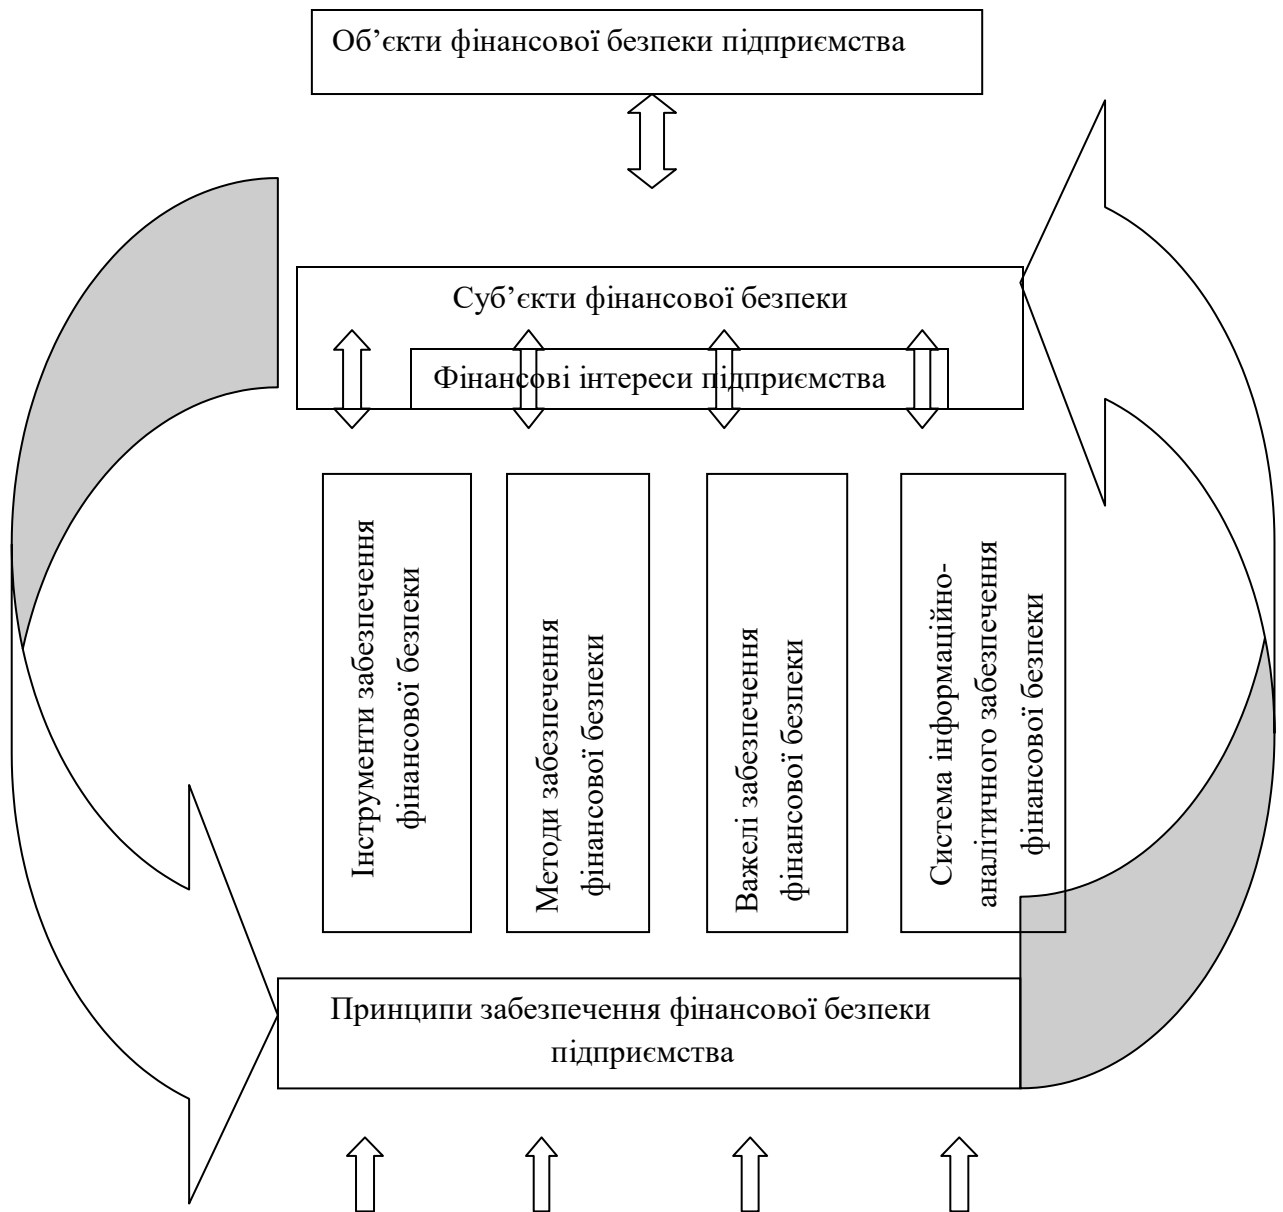 Об’єкти фінансової безпеки підприємства
Суб’єкти фінансової безпеки
Фінансові інтереси підприємства
Інструменти забезпечення
фінансової безпеки
Методи забезпечення
фінансової безпеки
Важелі забезпечення
фінансової безпеки
Система інформаційно-
аналітичного забезпечення
фінансової безпеки
Принципи забезпечення фінансової безпеки
підприємства